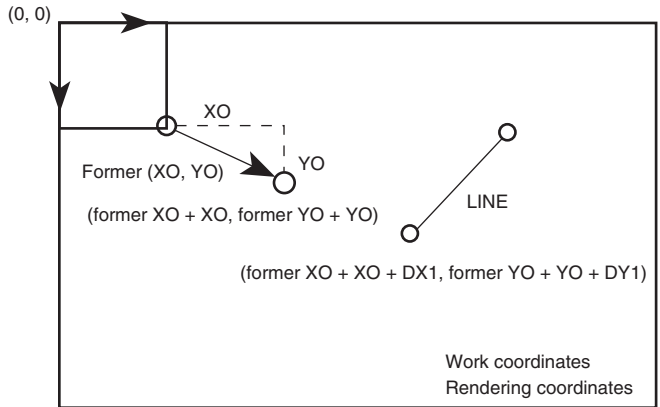 (0, 0)
XO
YO
Former (XO, YO)
(former XO + XO, former YO + YO)
LINE
(former XO + XO + DX1, former YO + YO + DY1)
Work coordinates
Rendering coordinates